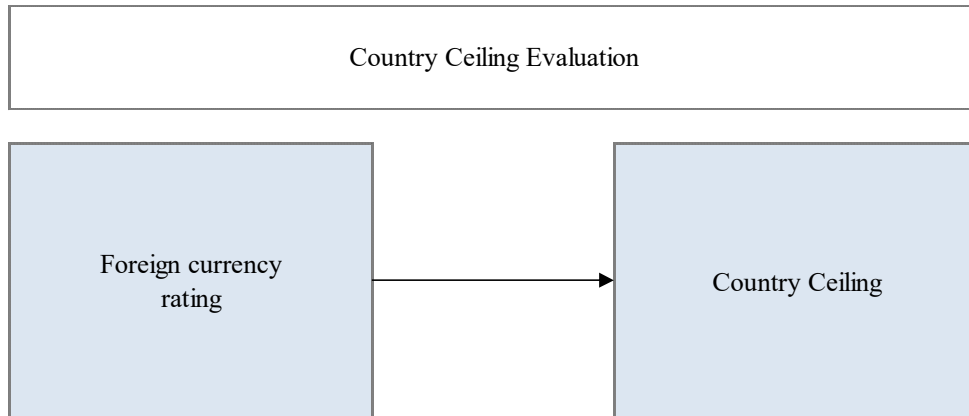 Country Ceiling Evaluation
Foreign currency
rating
Country Ceiling